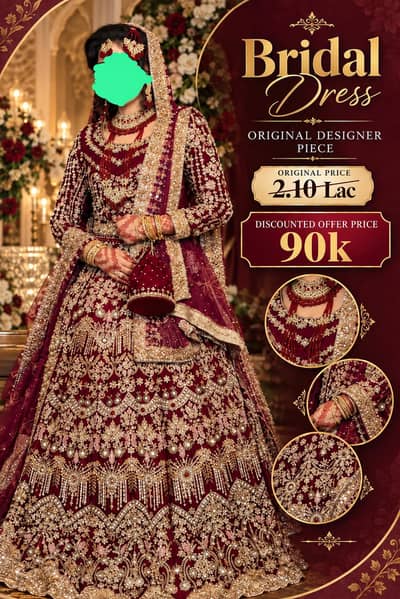 Bridal
Dress
ORIGINAL DESIGNER
PIECE
ORIGINAL PRICE
2.10 Lac
DISCOUNTED OFFER PRICE
90k